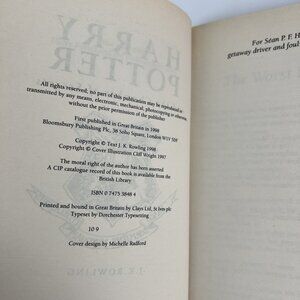 HARRY
POTTER
All rights reserved; no part of this publication may be reproduced or
transmitted by any means, electronic, mechanical, photocopying or otherwise,
without the prior permission of the publisher
First published in Great Britain in 1998
Bloomsbury Publishing Plc, 38 Soho Square, London W1V 5DF
Copyright © Text J. K. Rowling 1998
Copyright © Cover Illustration Cliff Wright 1997
The moral right of the author has been asserted
A CIP catalogue record of this book is available from the
British Library
ISBN 0 7475 3848 4
Printed and bound in Great Britain by Clays Ltd, St Ives plc
Typeset by Dorchester Typesetting
10 9
Cover design by Michelle Radford
J. K. ROWLING
For Seán P. F. H
getaway driver and foul